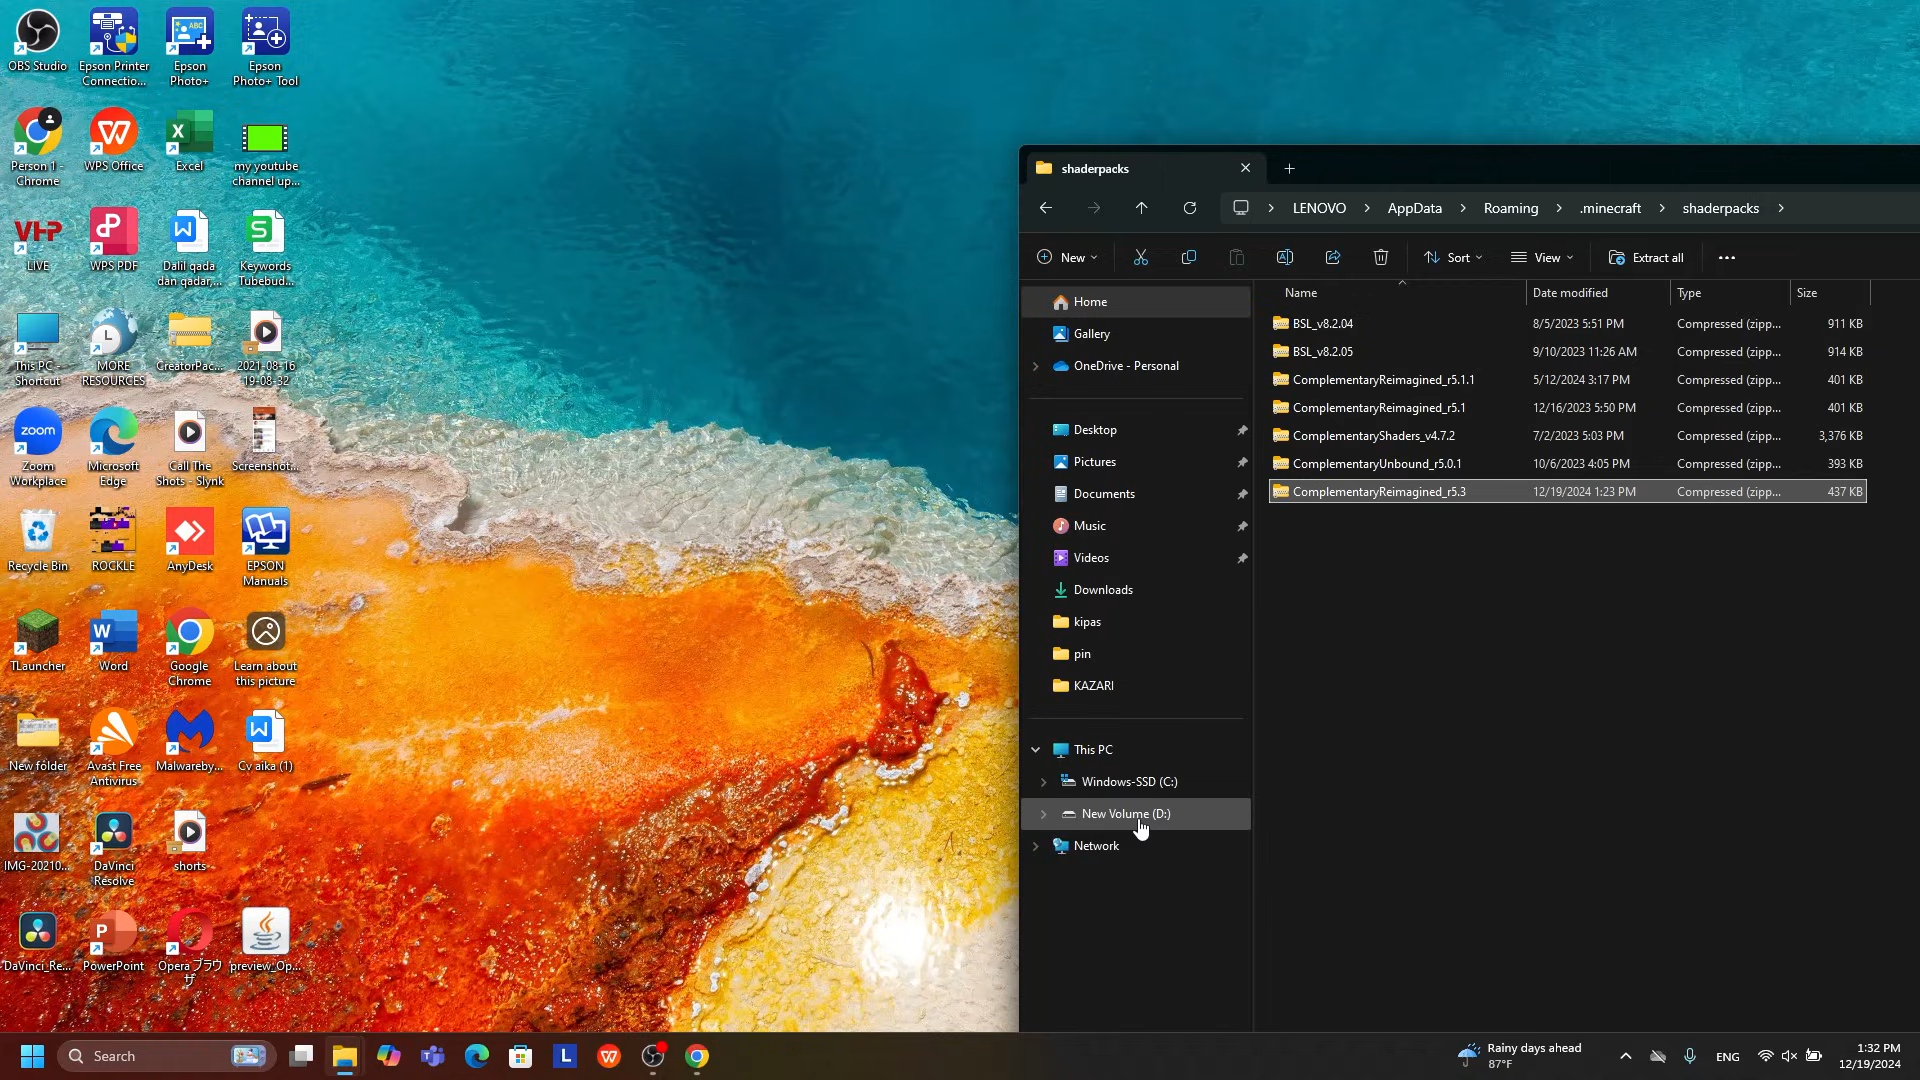 OBS Studio
Epson Printer
Connectio...
Epson
Photo+
Epson
Photo+ Tool
Person 1 -
Chrome
WPS Office
Excel
my youtube
channel up...
VHP
LIVE
WPS PDF
Dalil qada
dan qadar,...
Keywords
Tubebud...
This PC -
Shortcut
MORE
RESOURCES
CreatorPac...
2021-08-16
19-08-32
zoom
Zoom
Workplace
Microsoft
Edge
Call The
Shots - Slynk
Screenshot...
Recycle Bin
ROCKLE
AnyDesk
EPSON
Manuals
TLauncher
Word
Google
Chrome
Learn about
this picture
New folder
Avast Free
Antivirus
Malwareby...
Cv aika (1)
IMG-20210...
DaVinci
Resolve
shorts
DaVinci_Re...
PowerPoint
Opera ブラウ
ザ
preview_Op...
shaderpacks
LENOVO
AppData
Roaming
.minecraft
shaderpacks
New
Sort
View
Extract all
Home
Gallery
OneDrive - Personal
Desktop
Pictures
Documents
Music
Videos
Downloads
kipas
pin
KAZARI
This PC
Windows-SSD (C:)
New Volume (D:)
Network
Name Date modified Type Size
BSL_v8.2.04 8/5/2023 5:51 PM Compressed (zipp... 911 KB
BSL_v8.2.05 9/10/2023 11:26 AM Compressed (zipp... 914 KB
ComplementaryReimagined_r5.1.1 5/12/2024 3:17 PM Compressed (zipp... 401 KB
ComplementaryReimagined_r5.1 12/16/2023 5:50 PM Compressed (zipp... 401 KB
ComplementaryShaders_v4.7.2 7/2/2023 5:03 PM Compressed (zipp... 3,376 KB
ComplementaryUnbound_r5.0.1 10/6/2023 4:05 PM Compressed (zipp... 393 KB
ComplementaryReimagined_r5.3 12/19/2024 1:23 PM Compressed (zipp... 437 KB
Search
Rainy days ahead
87°F
ENG
1:32 PM
12/19/2024